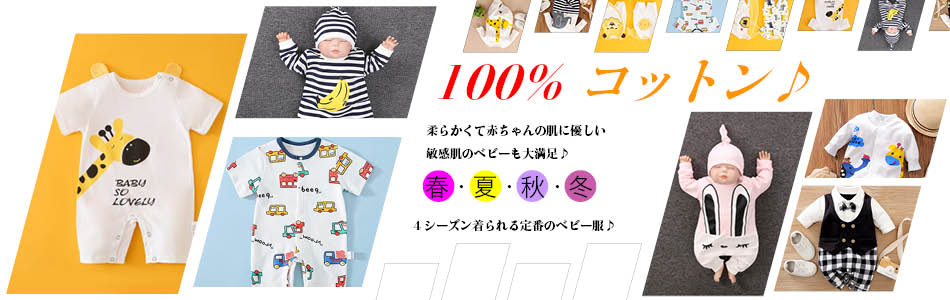 100% コットン♪
柔らかくて赤ちゃんの肌に優しい
敏感肌のベビーも大満足♪
春・夏・秋・冬
4シーズン着られる定番のベビー服♪
BABY
SO
LOVELY
beep